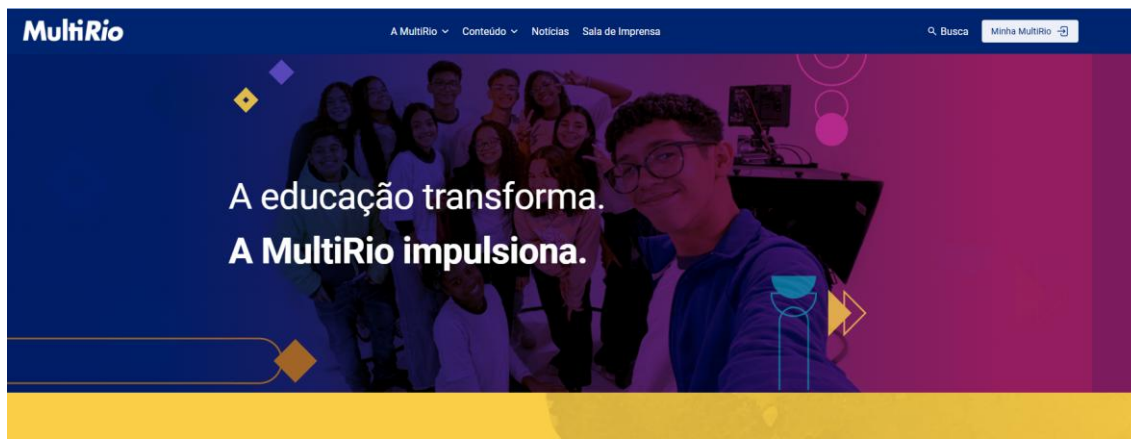 MultiRio
A MultiRio Conteúdo Notícias Sala de Imprensa
Busca Minha MultiRio
A educação transforma.
A MultiRio impulsiona.